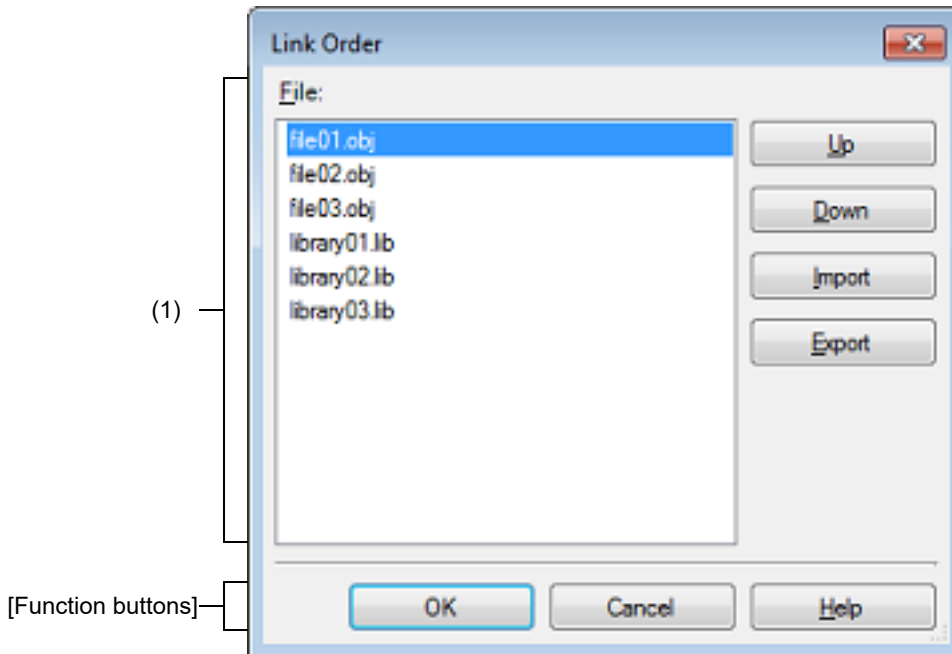 Link Order
File:
file01.obj
file02.obj
file03.obj
library01.lib
library02.lib
library03.lib
Up
Down
Import
Export
(1)
[Function buttons]
OK
Cancel
Help